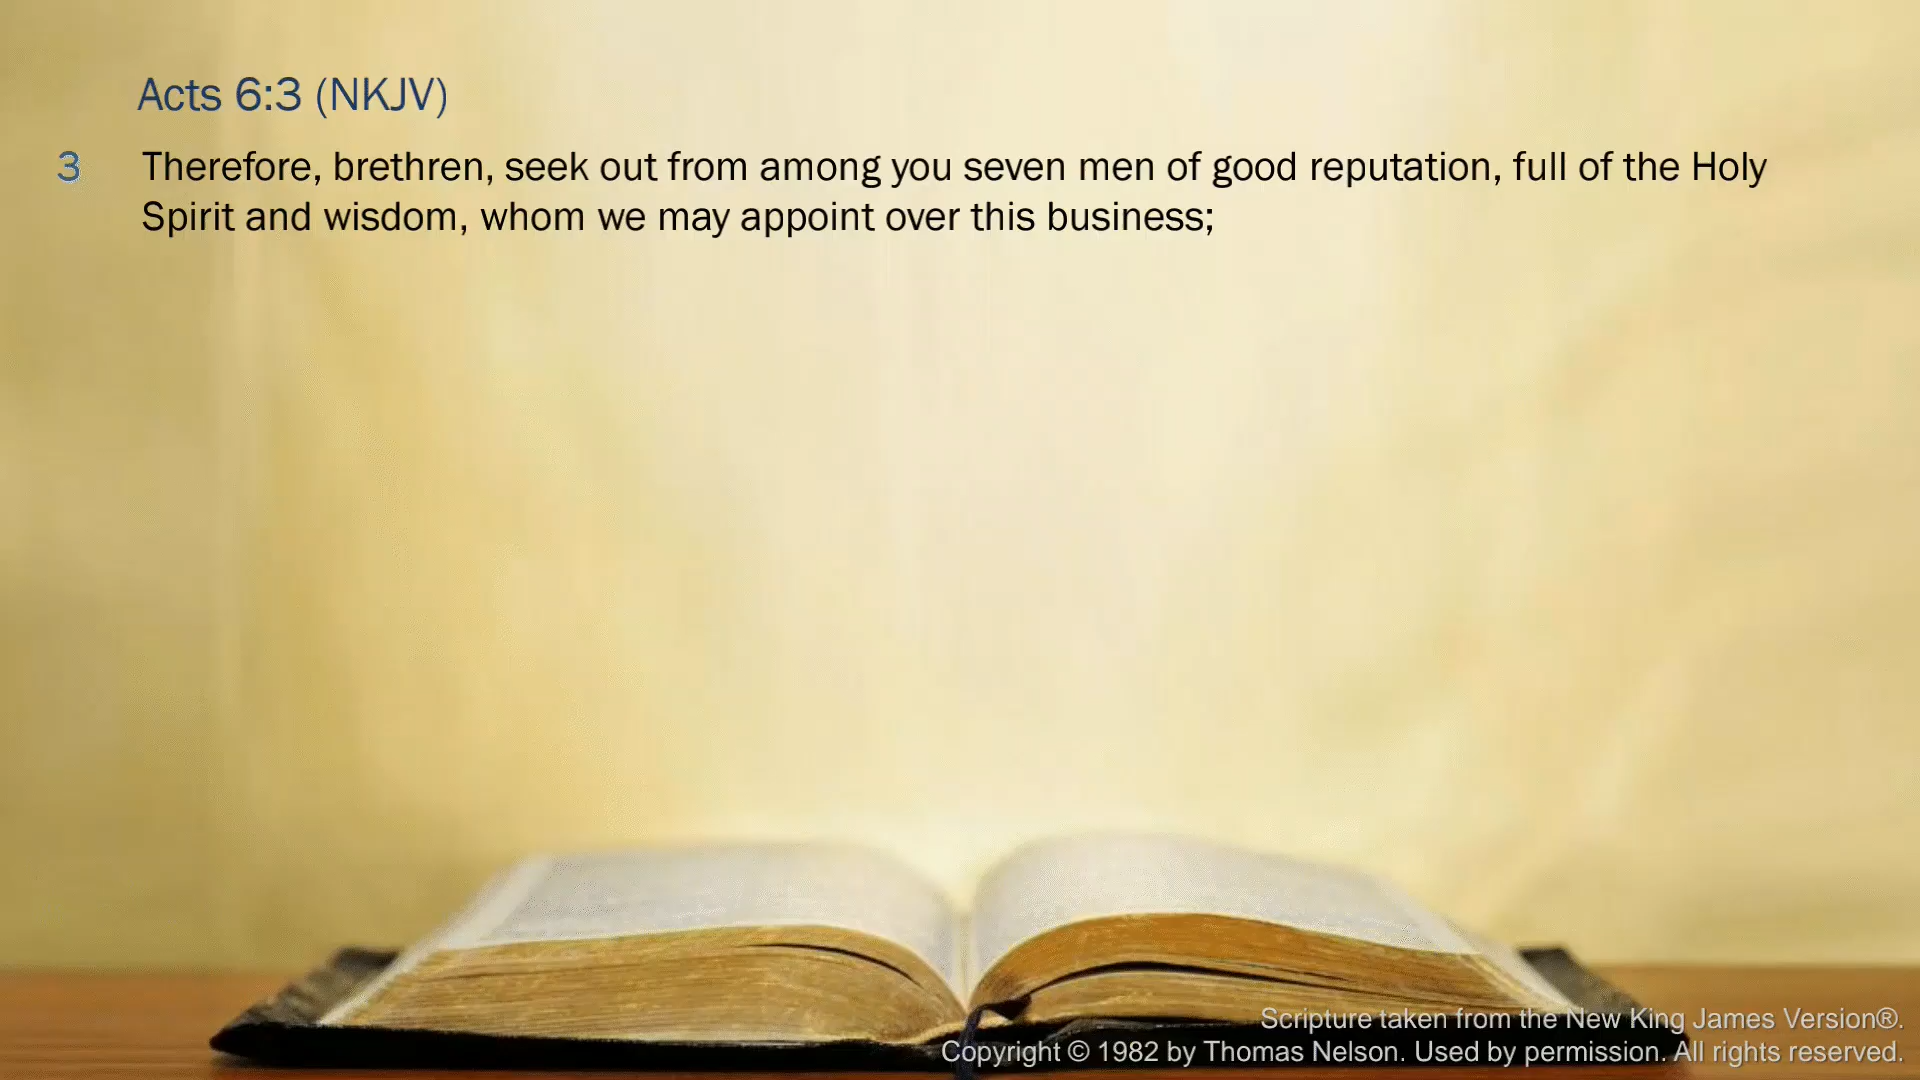 Acts 6:3 (NKJV)
3 Therefore, brethren, seek out from among you seven men of good reputation, full of the Holy
Spirit and wisdom, whom we may appoint over this business;
Scripture taken from the New King James Version®.
Copyright © 1982 by Thomas Nelson. Used by permission. All rights reserved.